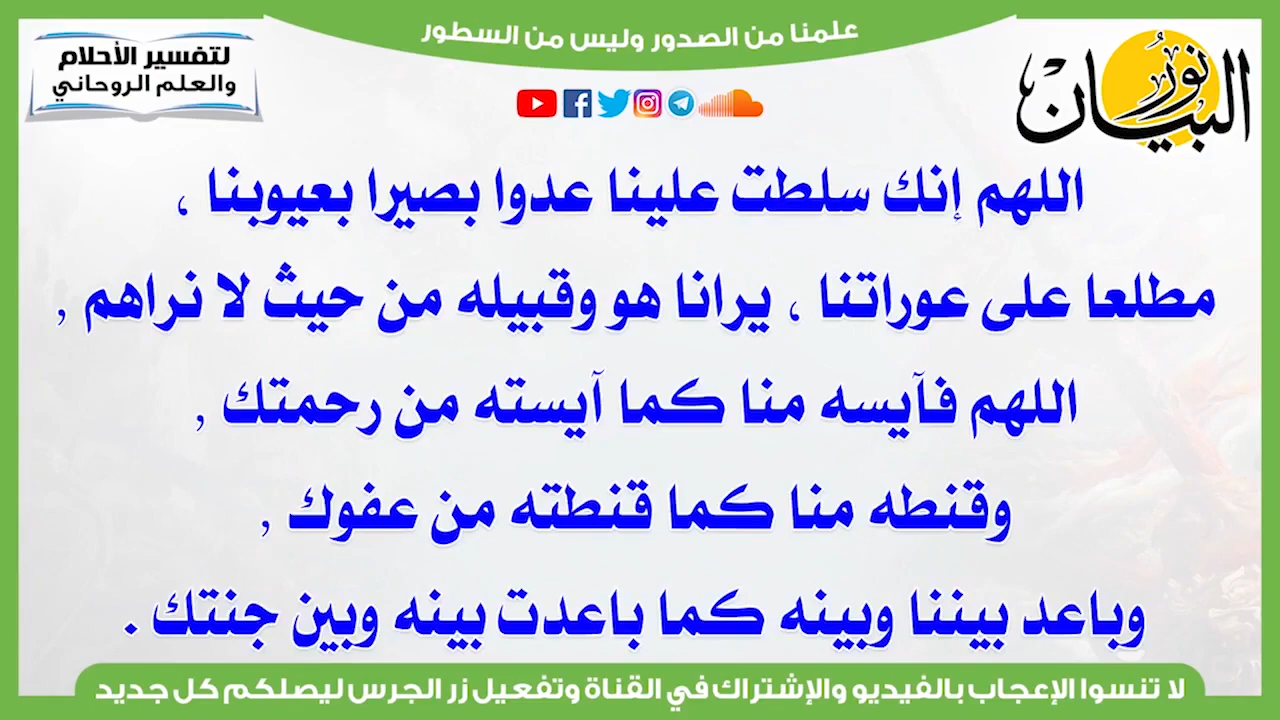 علمنا من الصدور وليس من السطور
لتفسير الأحلام
والعلم الروحاني
نور البيان
اللهم إنك سلطت علينا عدوا بصيرا بعيوبنا ،
مطلعا على عوراتنا ، يرانا هو وقبيله من حيث لا نراهم ,
اللهم فآيسه منا كما آيسته من رحمتك ,
وقنطه منا كما قنطته من عفوك ,
وباعد بيننا وبينه كما باعدت بينه وبين جنتك .
لا تنسوا الإعجاب بالفيديو والإشتراك في القناة وتفعيل زر الجرس ليصلكم كل جديد